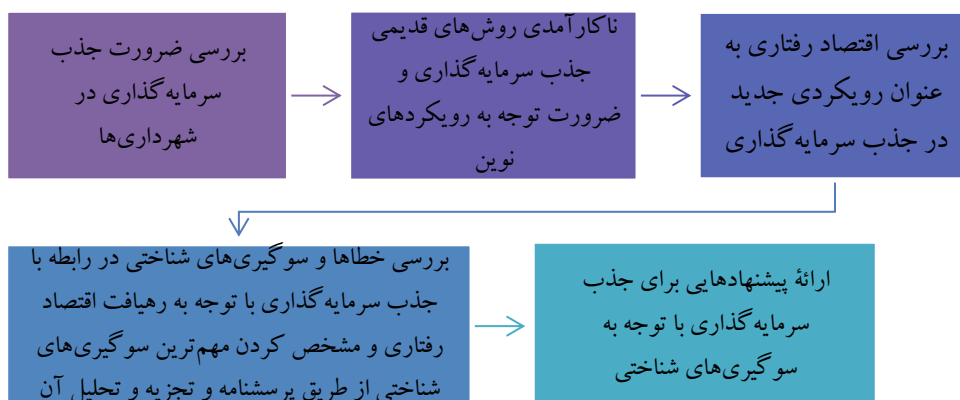 بررسی ضرورت جذب
سرمایه‌گذاری در
شهرداری‌ها
ناکارآمدی روش‌های قدیمی
جذب سرمایه‌گذاری و
ضرورت توجه به رویکردهای
نوین
بررسی اقتصاد رفتاری به
عنوان رویکردی جدید
در جذب سرمایه‌گذاری
بررسی خطاها و سوگیری‌های شناختی در رابطه با
جذب سرمایه‌گذاری با توجه به رهیافت اقتصاد
رفتاری و مشخص کردن مهم‌ترین سوگیری‌های
شناختی از طریق پرسشنامه و تجزیه و تحلیل آن
ارائۀ پیشنهادهایی برای جذب
سرمایه‌گذاری با توجه به
سوگیری‌های شناختی